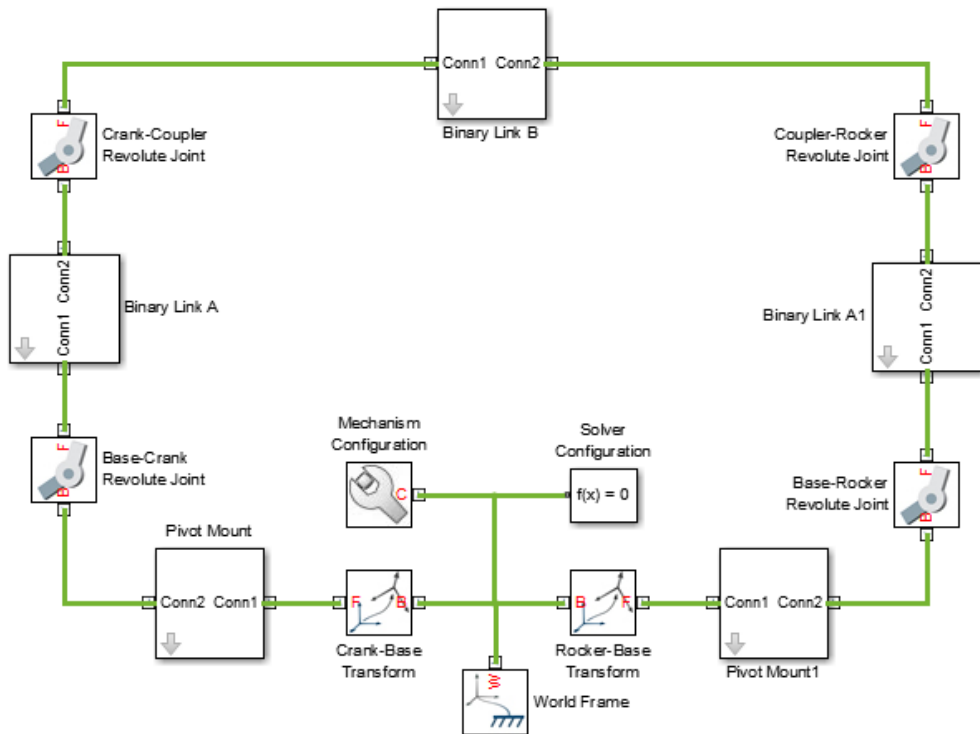 Conn1 Conn2
Binary Link B
F
Crank-Coupler
Revolute Joint
B
Coupler-Rocker
Revolute Joint
F
B
Conn2
Conn1
Binary Link A
Binary Link A1
Conn2
Conn1
Mechanism
Configuration
C
Solver
Configuration
f(x) = 0
F
B
Base-Crank
Revolute Joint
Base-Rocker
Revolute Joint
F
B
Pivot Mount
Conn2 Conn1
F B
Crank-Base
Transform
B F
Rocker-Base
Transform
Conn1 Conn2
Pivot Mount1
W
World Frame